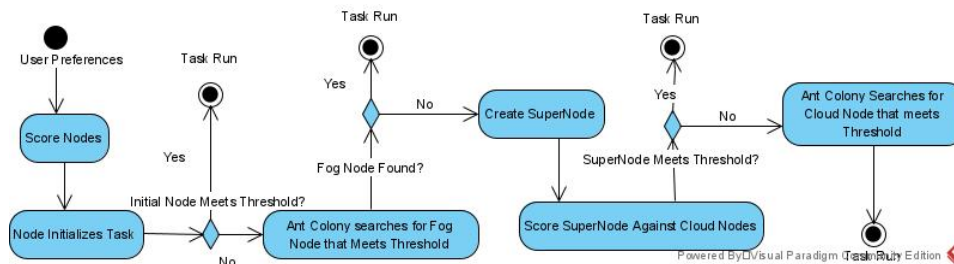 User Preferences
Score Nodes
Node Initializes Task
Task Run
Yes
Initial Node Meets Threshold?
No
Ant Colony searches for Fog
Node that Meets Threshold
Task Run
Yes
No
Fog Node Found?
Create SuperNode
Score SuperNode Against Cloud Nodes
Task Run
Yes
No
SuperNode Meets Threshold?
Ant Colony Searches for
Cloud Node that meets
Threshold
Task Run
Powered By Visual Paradigm Community Edition